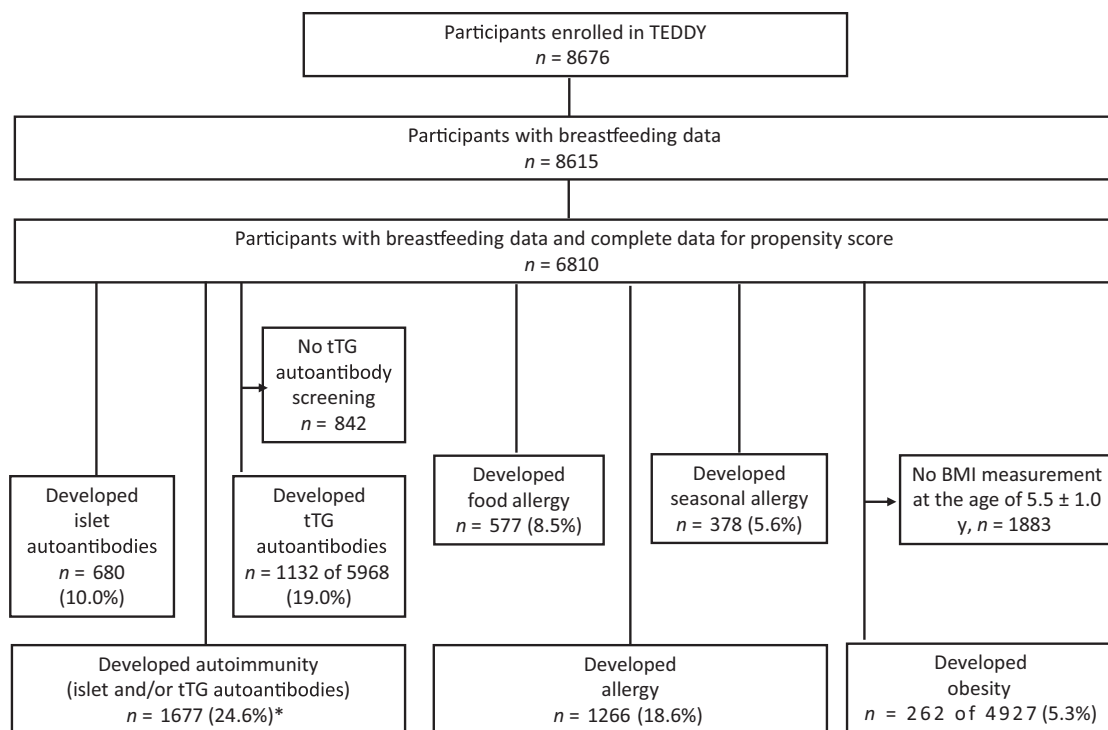 Participants enrolled in TEDDY
n = 8676
Participants with breastfeeding data
n = 8615
Participants with breastfeeding data and complete data for propensity score
n = 6810
No tTG
autoantibody
screening
n = 842
Developed
islet
autoantibodies
n = 680
(10.0%)
Developed
tTG
autoantibodies
n = 1132 of 5968
(19.0%)
Developed
food allergy
n = 577 (8.5%)
Developed
seasonal allergy
n = 378 (5.6%)
No BMI measurement
at the age of 5.5 ± 1.0
y, n = 1883
Developed autoimmunity
(islet and/or tTG autoantibodies)
n = 1677 (24.6%)*
Developed
allergy
n = 1266 (18.6%)
Developed
obesity
n = 262 of 4927 (5.3%)